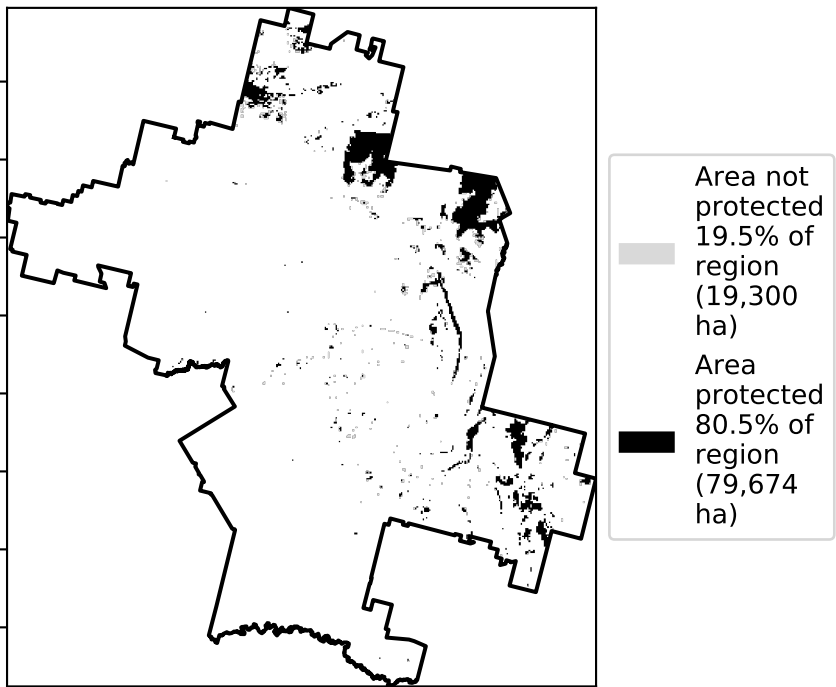 Area not
protected
19.5% of
region
(19,300
ha)
Area
protected
80.5% of
region
(79,674
ha)